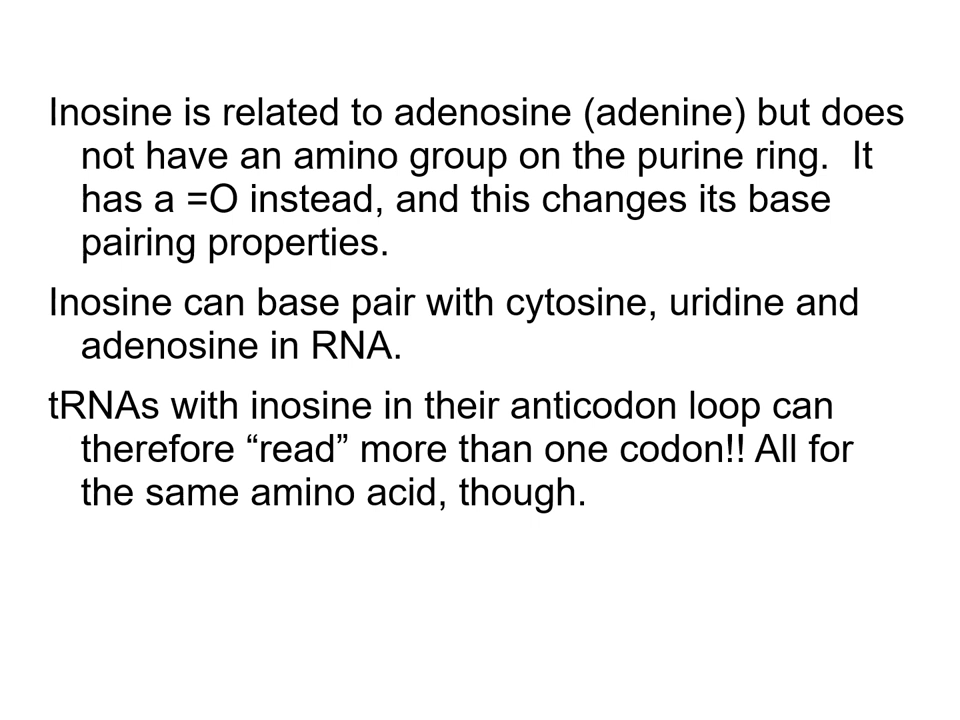 Inosine is related to adenosine (adenine) but does
not have an amino group on the purine ring.  It
has a =O instead, and this changes its base
pairing properties.
Inosine can base pair with cytosine, uridine and
adenosine in RNA.
tRNAs with inosine in their anticodon loop can
therefore “read” more than one codon!! All for
the same amino acid, though.